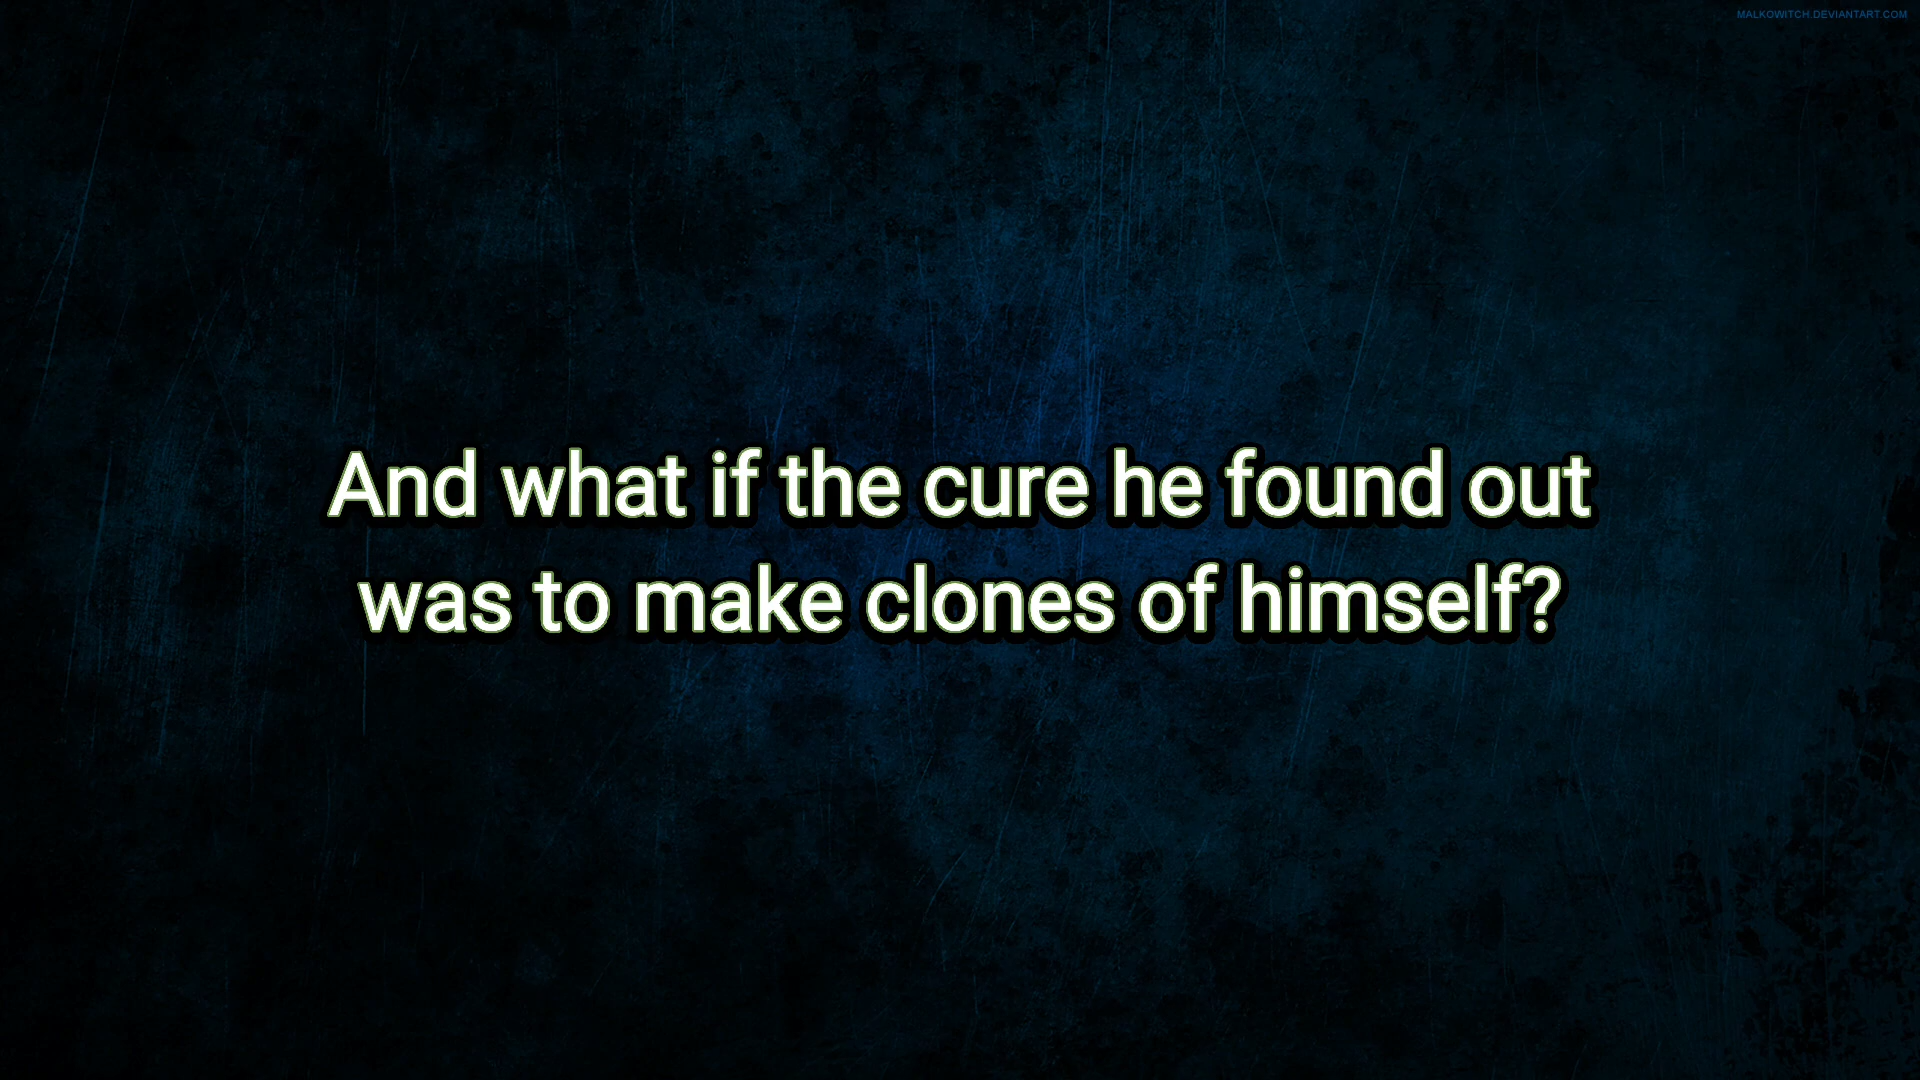 MALKOWITCH.DEVIANTART.COM
And what if the cure he found out
was to make clones of himself?